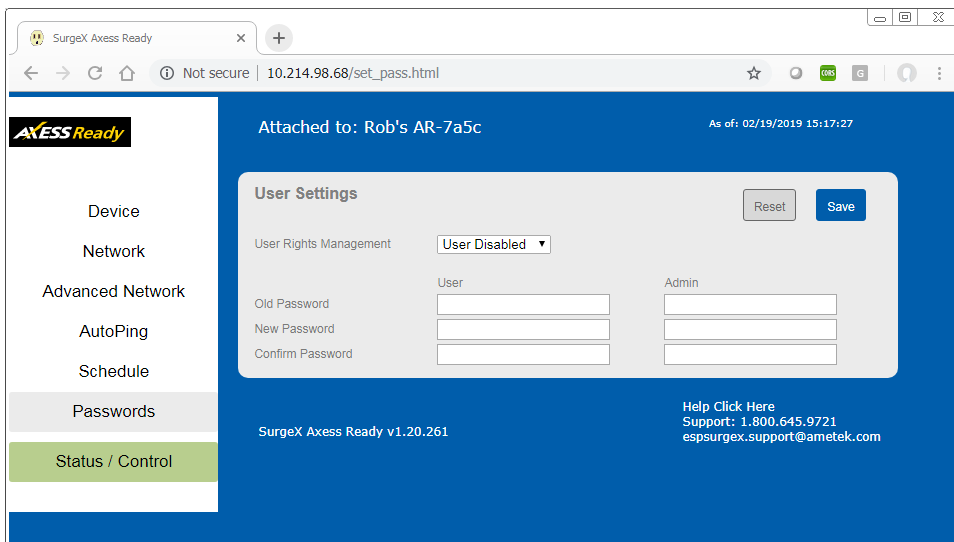 SurgeX Axess Ready
Not secure 10.214.98.68/set_pass.html
CORS
G
AXESS Ready
Attached to: Rob's AR-7a5c
As of: 02/19/2019 15:17:27
Device
Network
Advanced Network
AutoPing
Schedule
Passwords
Status / Control
User Settings
Reset
Save
User Rights Management
User Disabled
User Admin
Old Password
New Password
Confirm Password
SurgeX Axess Ready v1.20.261
Help Click Here
Support: 1.800.645.9721
espsurgex.support@ametek.com